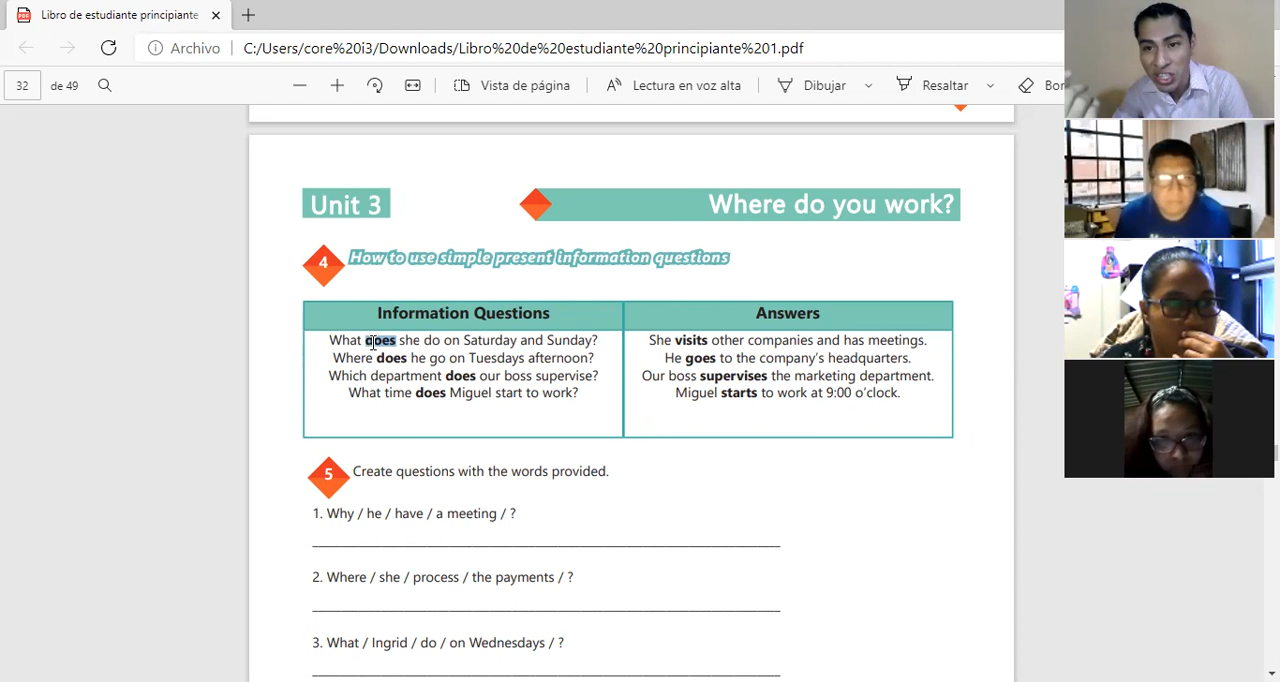 Libro de estudiante principiante
Archivo C:/Users/core%20i3/Downloads/Libro%20de%20estudiante%20principiante%201.pdf
32 de 49 Vista de página Lectura en voz alta Dibujar Resaltar Bor
Unit 3 Where do you work?
4 How to use simple present information questions
Information Questions Answers
What does she do on Saturday and Sunday? She visits other companies and has meetings.
Where does he go on Tuesdays afternoon? He goes to the company's headquarters.
Which department does our boss supervise? Our boss supervises the marketing department.
What time does Miguel start to work? Miguel starts to work at 9:00 o'clock.
5 Create questions with the words provided.
1. Why / he / have / a meeting / ?
2. Where / she / process / the payments / ?
3. What / Ingrid / do / on Wednesdays / ?